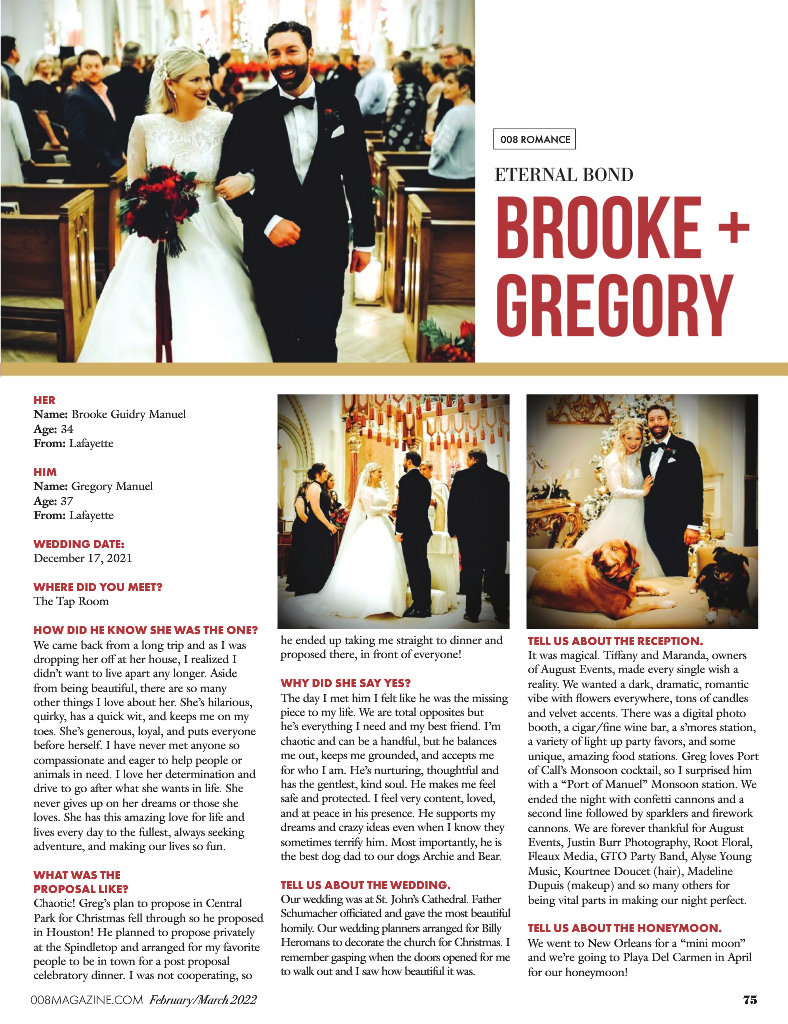 008 ROMANCE
ETERNAL BOND
BROOKE +
GREGORY
HER
Name: Brooke Guidry Manuel
Age: 34
From: Lafayette
HIM
Name: Gregory Manuel
Age: 37
From: Lafayette
WEDDING DATE:
December 17, 2021
WHERE DID YOU MEET?
The Tap Room
HOW DID HE KNOW SHE WAS THE ONE?
We came back from a long trip and as I was
dropping her off at her house, I realized I
didn't want to live apart any longer. Aside
from being beautiful, there are so many
other things I love about her. She's hilarious,
quirky, has a quick wit, and keeps me on my
toes. She's generous, loyal, and puts everyone
before herself. I have never met anyone so
compassionate and eager to help people or
animals in need. I love her determination and
drive to go after what she wants in life. She
never gives up on her dreams or those she
loves. She has this amazing love for life and
lives every day to the fullest, always seeking
adventure, and making our lives so fun.
WHAT WAS THE
PROPOSAL LIKE?
Chaotic! Greg's plan to propose in Central
Park for Christmas fell through so he proposed
in Houston! He planned to propose privately
at the Spindletop and arranged for my favorite
people to be in town for a post proposal
celebratory dinner. I was not cooperating, so
he ended up taking me straight to dinner and
proposed there, in front of everyone!
WHY DID SHE SAY YES?
The day I met him I felt like he was the missing
piece to my life. We are total opposites but
he's everything I need and my best friend. I'm
chaotic and can be a handful, but he balances
me out, keeps me grounded, and accepts me
for who I am. He's nurturing, thoughtful and
has the gentlest, kind soul. He makes me feel
safe and protected. I feel very content, loved,
and at peace in his presence. He supports my
dreams and crazy ideas even when I know they
sometimes terrify him. Most importantly, he is
the best dog dad to our dogs Archie and Bear.
TELL US ABOUT THE WEDDING.
Our wedding was at St. John's Cathedral. Father
Schumacher officiated and gave the most beautiful
homily. Our wedding planners arranged for Billy
Heromans to decorate the church for Christmas. I
remember gasping when the doors opened for me
to walk out and I saw how beautiful it was.
TELL US ABOUT THE RECEPTION.
It was magical. Tiffany and Maranda, owners
of August Events, made every single wish a
reality. We wanted a dark, dramatic, romantic
vibe with flowers everywhere, tons of candles
and velvet accents. There was a digital photo
booth, a cigar/fine wine bar, a s'mores station,
a variety of light up party favors, and some
unique, amazing food stations. Greg loves Port
of Call's Monsoon cocktail, so I surprised him
with a "Port of Manuel" Monsoon station. We
ended the night with confetti cannons and a
second line followed by sparklers and firework
cannons. We are forever thankful for August
Events, Justin Burr Photography, Root Floral,
Fleaux Media, GTO Party Band, Alyse Young
Music, Kourtnee Doucet (hair), Madeline
Dupuis (makeup) and so many others for
being vital parts in making our night perfect.
TELL US ABOUT THE HONEYMOON.
We went to New Orleans for a "mini moon"
and we're going to Playa Del Carmen in April
for our honeymoon!
008MAGAZINE.COM February/March 2022
75